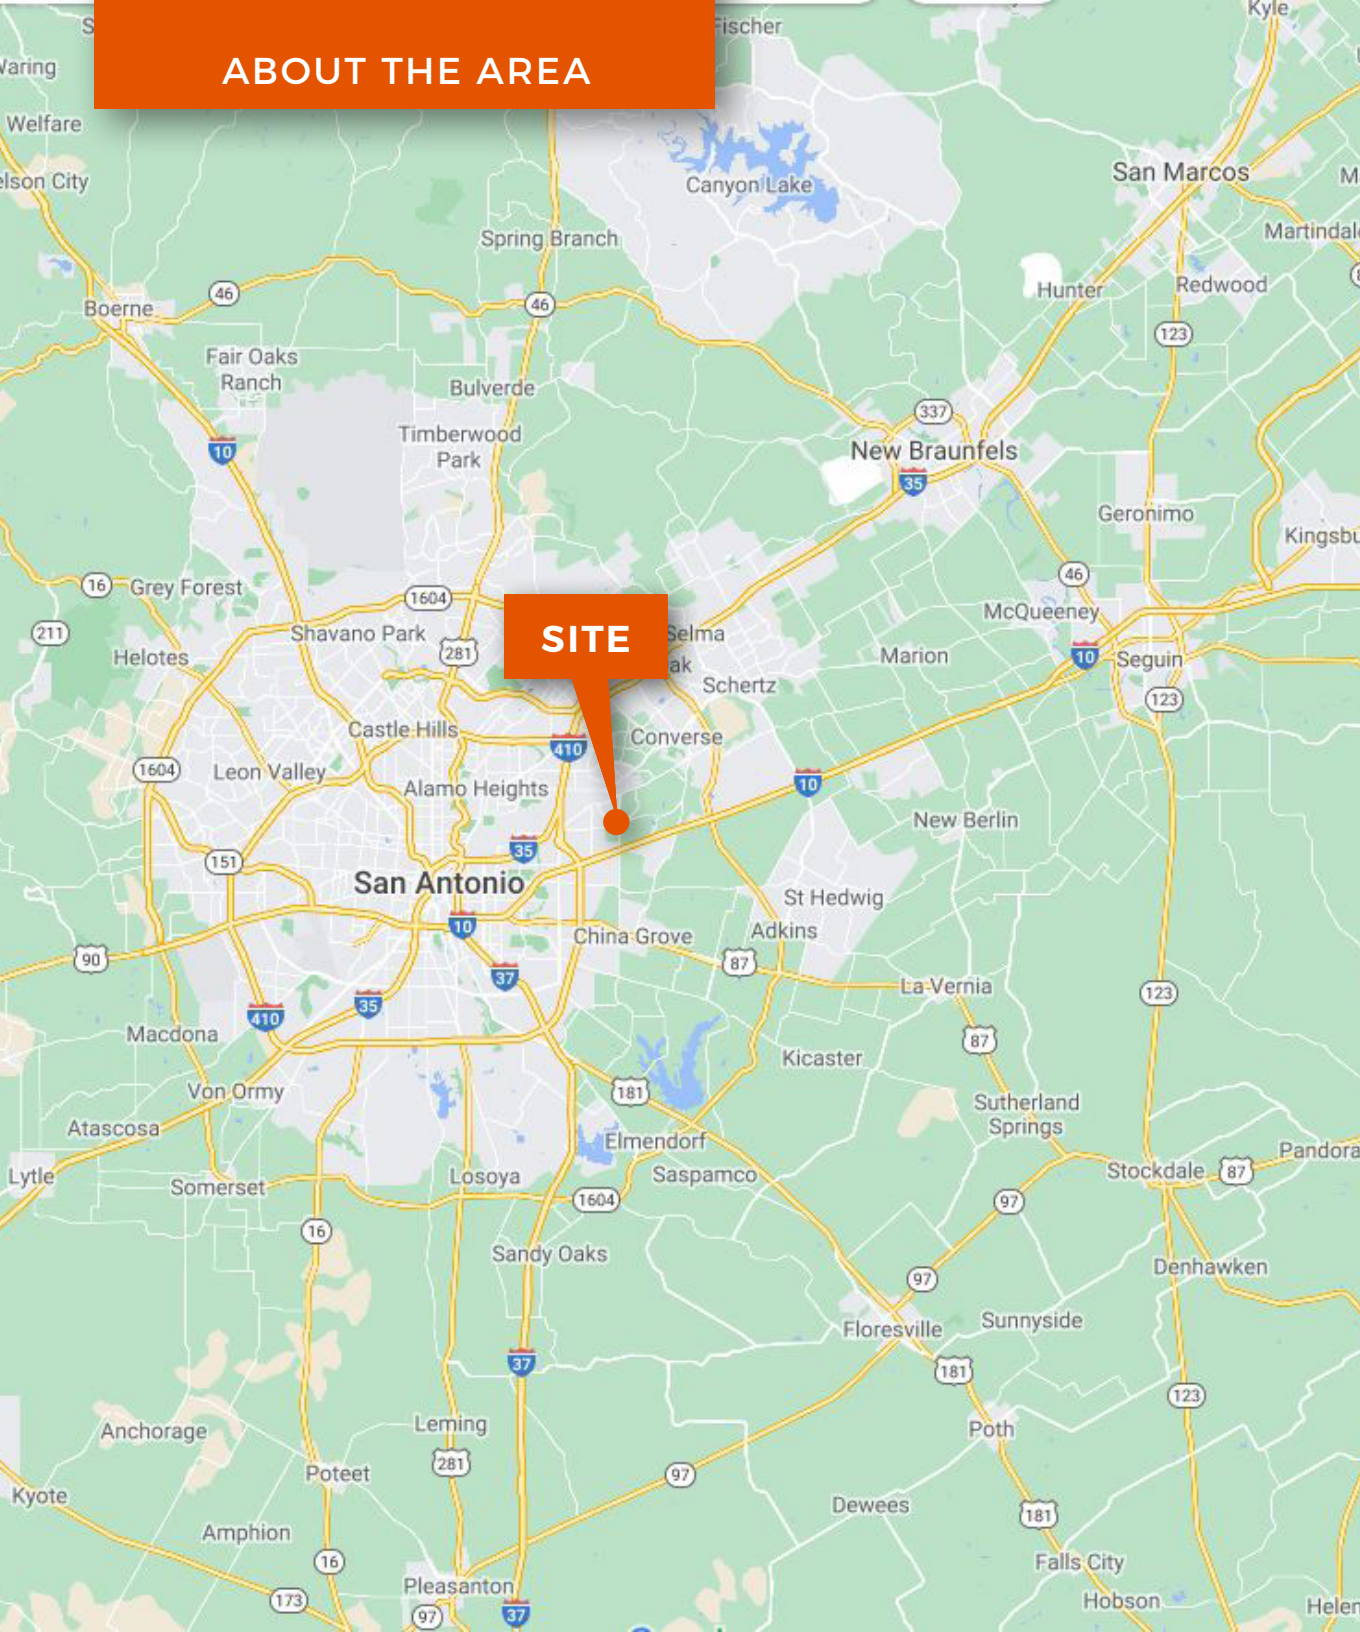 Kyle
Fischer
ABOUT THE AREA
Waring
Welfare
elson City
Canyon Lake
San Marcos
Martindale
Spring Branch
Hunter
Redwood
46
46
Boerne
123
Fair Oaks
Ranch
Bulverde
337
Timberwood
Park
New Braunfels
10
35
Geronimo
Kingsbu
16
Grey Forest
1604
46
McQueeney
211
Shavano Park
281
SITE
Selma
ak
Helotes
Marion
10
Seguin
Schertz
123
Castle Hills
410
Converse
1604
Leon Valley
Alamo Heights
10
New Berlin
35
151
San Antonio
St Hedwig
10
China Grove
Adkins
90
87
37
La Vernia
123
410
35
Macdona
87
Kicaster
Von Ormy
181
Sutherland
Springs
Atascosa
Elmendorf
Pandora
Lytle
Somerset
Losoya
Saspamco
Stockdale
87
1604
97
16
Sandy Oaks
Denhawken
97
Floresville
Sunnyside
37
181
123
Anchorage
Leming
Poth
281
Poteet
97
Kyote
Dewees
181
Amphion
16
Falls City
Pleasanton
173
97
37
Hobson
Helen